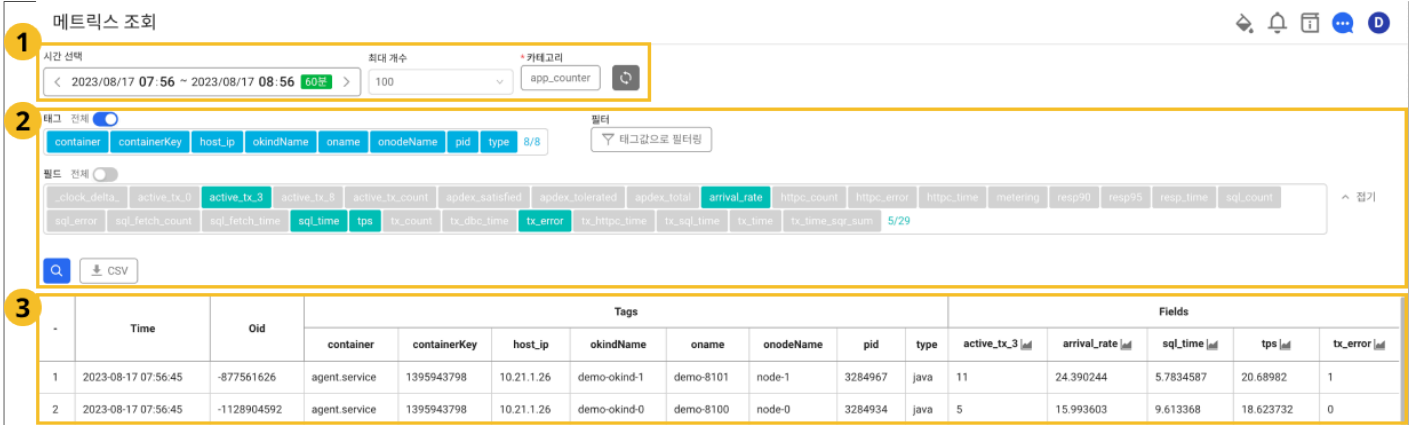 메트릭스 조회
D
1
시간 선택
최대 개수
* 카테고리
2023/08/17 07:56 ~ 2023/08/17 08:56 60분
100
app_counter
2
태그 전체
필터
container containerKey host_ip okindName oname onodeName pid type 8/8
태그값으로 필터링
필드 전체
_clock_delta_ active_tx_0 active_tx_3 active_tx_8 active_tx_count apdex_satisfied apdex_tolerated apdex_total arrival_rate httpc_count httpc_error httpc_time metering resp90 resp95 resp_time sql_count
접기
sql_error sql_fetch_count sql_fetch_time sql_time tps tx_count tx_dbc_time tx_error tx_httpc_time tx_sql_time tx_time tx_time_sqr_sum 5/29
CSV
3
- Time Oid Tags Fields
container containerKey host_ip okindName oname onodeName pid type active_tx_3 arrival_rate sql_time tps tx_error
1 2023-08-17 07:56:45 -877561626 agent.service 1395943798 10.21.1.26 demo-okind-1 demo-8101 node-1 3284967 java 11 24.390244 5.7834587 20.68982 1
2 2023-08-17 07:56:45 -1128904592 agent.service 1395943798 10.21.1.26 demo-okind-0 demo-8100 node-0 3284934 java 5 15.993603 9.613368 18.623732 0